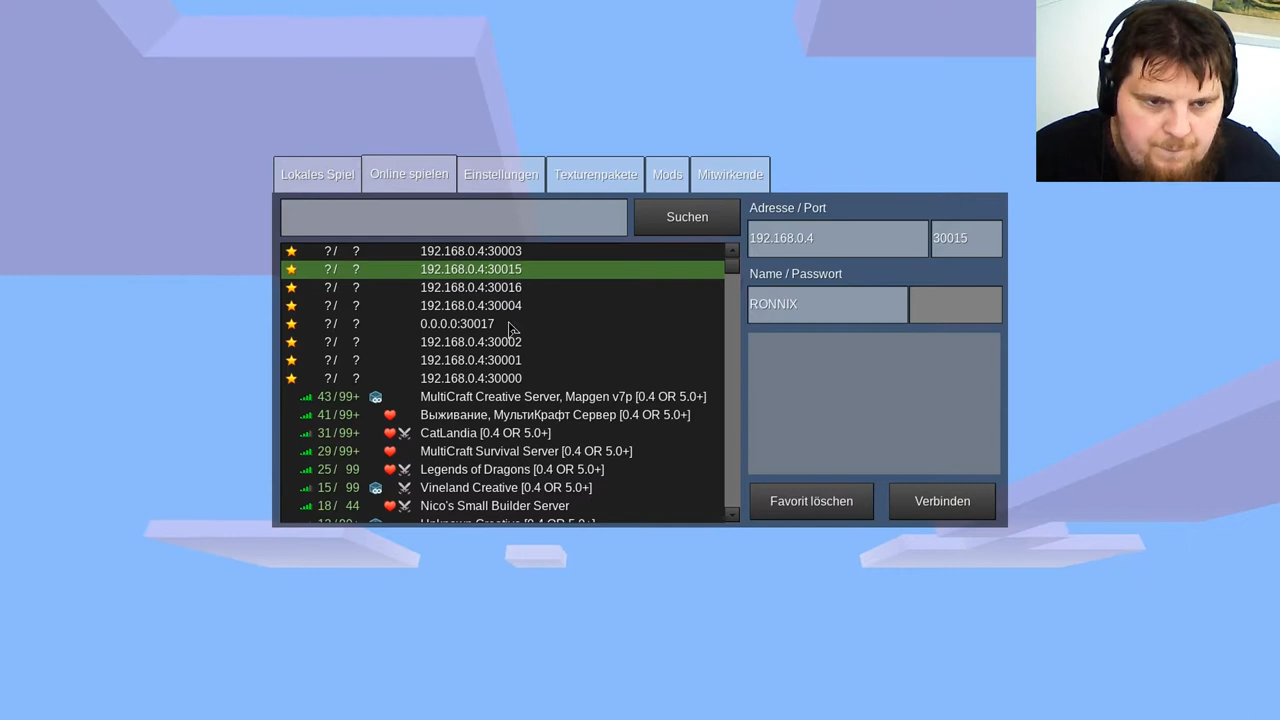 Lokales Spiel Online spielen Einstellungen Texturenpakete Mods Mitwirkende
Suchen
? / ? 192.168.0.4:30003
? / ? 192.168.0.4:30015
? / ? 192.168.0.4:30016
? / ? 192.168.0.4:30004
? / ? 0.0.0.0:30017
? / ? 192.168.0.4:30002
? / ? 192.168.0.4:30001
? / ? 192.168.0.4:30000
43 / 99+ MultiCraft Creative Server, Mapgen v7p [0.4 OR 5.0+]
41 / 99+ Выживание, МультиКрафт Сервер [0.4 OR 5.0+]
31 / 99+ CatLandia [0.4 OR 5.0+]
29 / 99+ MultiCraft Survival Server [0.4 OR 5.0+]
25 / 99 Legends of Dragons [0.4 OR 5.0+]
15 / 99 Vineland Creative [0.4 OR 5.0+]
18 / 44 Nico's Small Builder Server
Adresse / Port
192.168.0.4 30015
Name / Passwort
RONNIX
Favorit löschen Verbinden